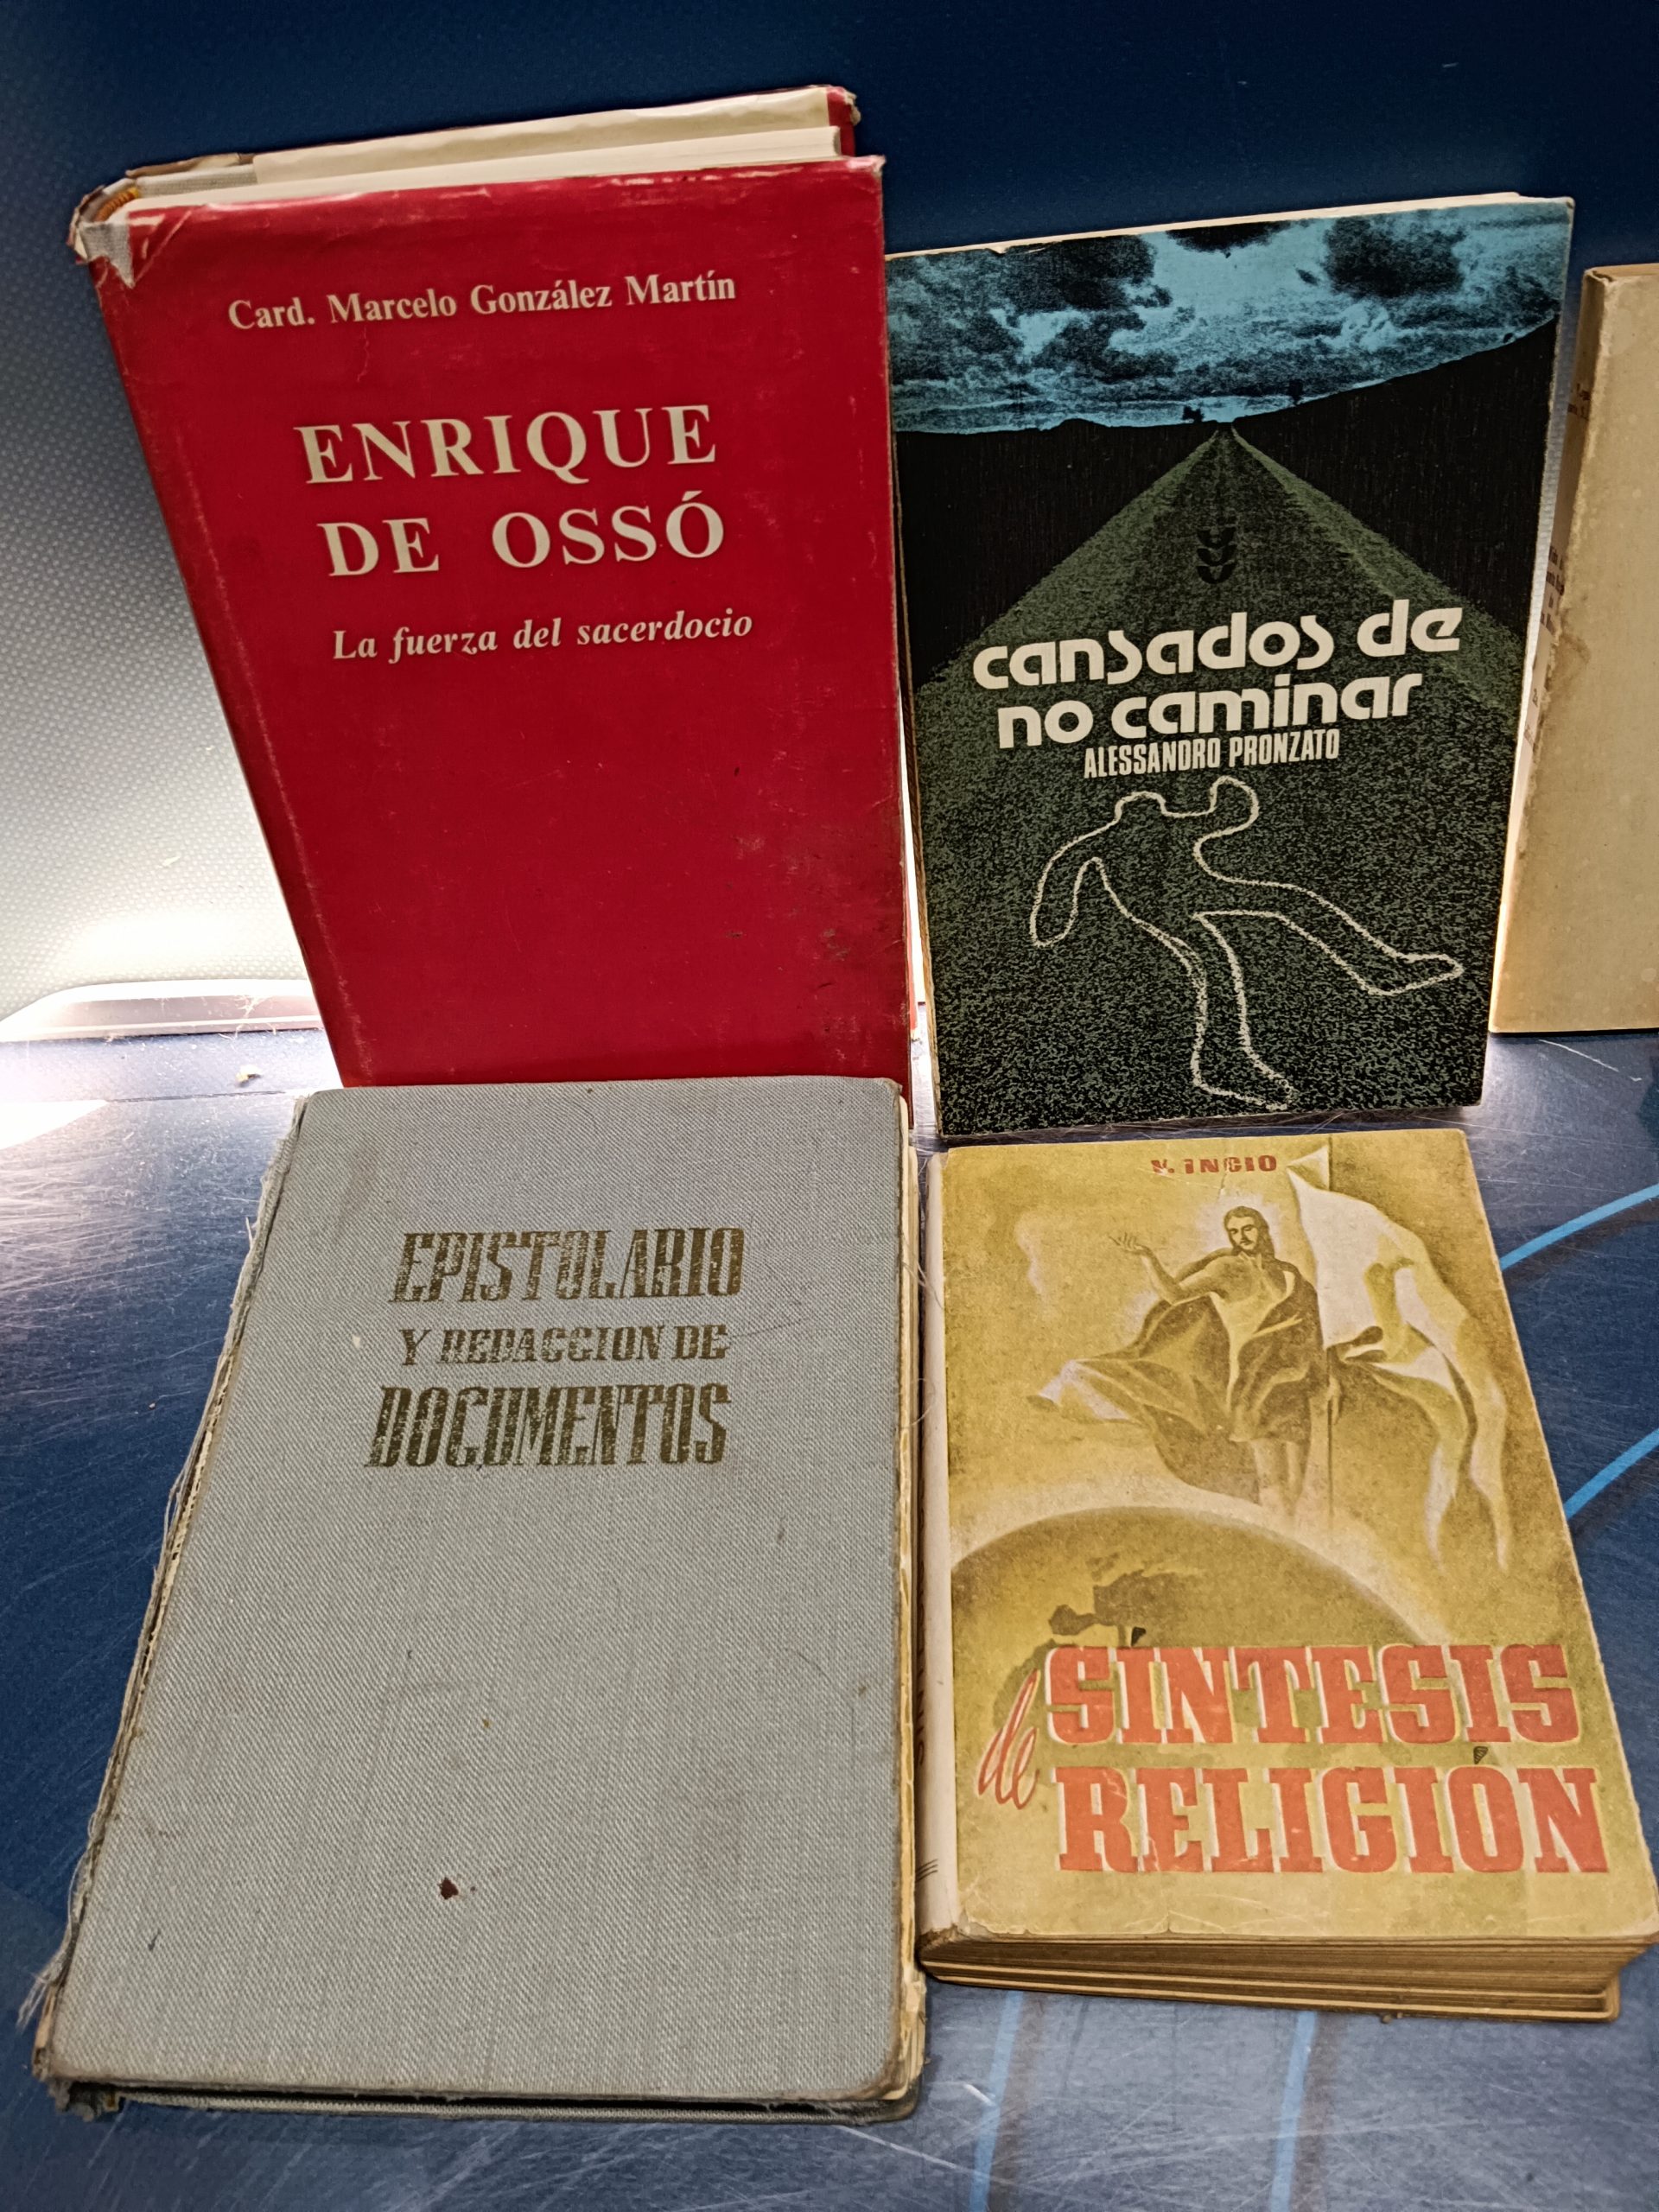 Card. Marcelo González Martín
ENRIQUE
DE OSSÓ
La fuerza del sacerdocio
cansados de
no caminar
ALESSANDRO PRONZATO
EPISTOLARIO
Y REDACCION DE
DOCUMENTOS
Y. INCIO
SÍNTESIS
de RELIGIÓN